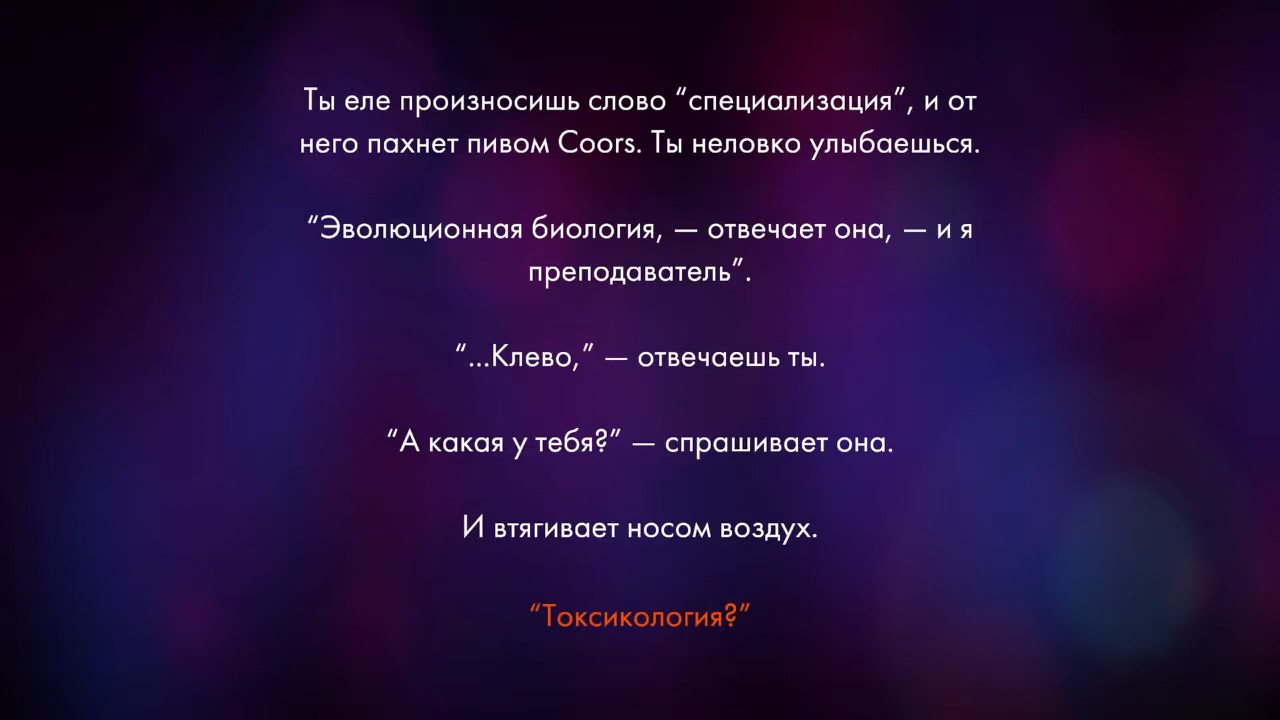 Ты еле произносишь слово “специализация”, и от
него пахнет пивом Coors. Ты неловко улыбаешься.
“Эволюционная биология, — отвечает она, — и я
преподаватель”.
“...Клево,” — отвечаешь ты.
“А какая у тебя?” — спрашивает она.
И втягивает носом воздух.
“Токсикология?”